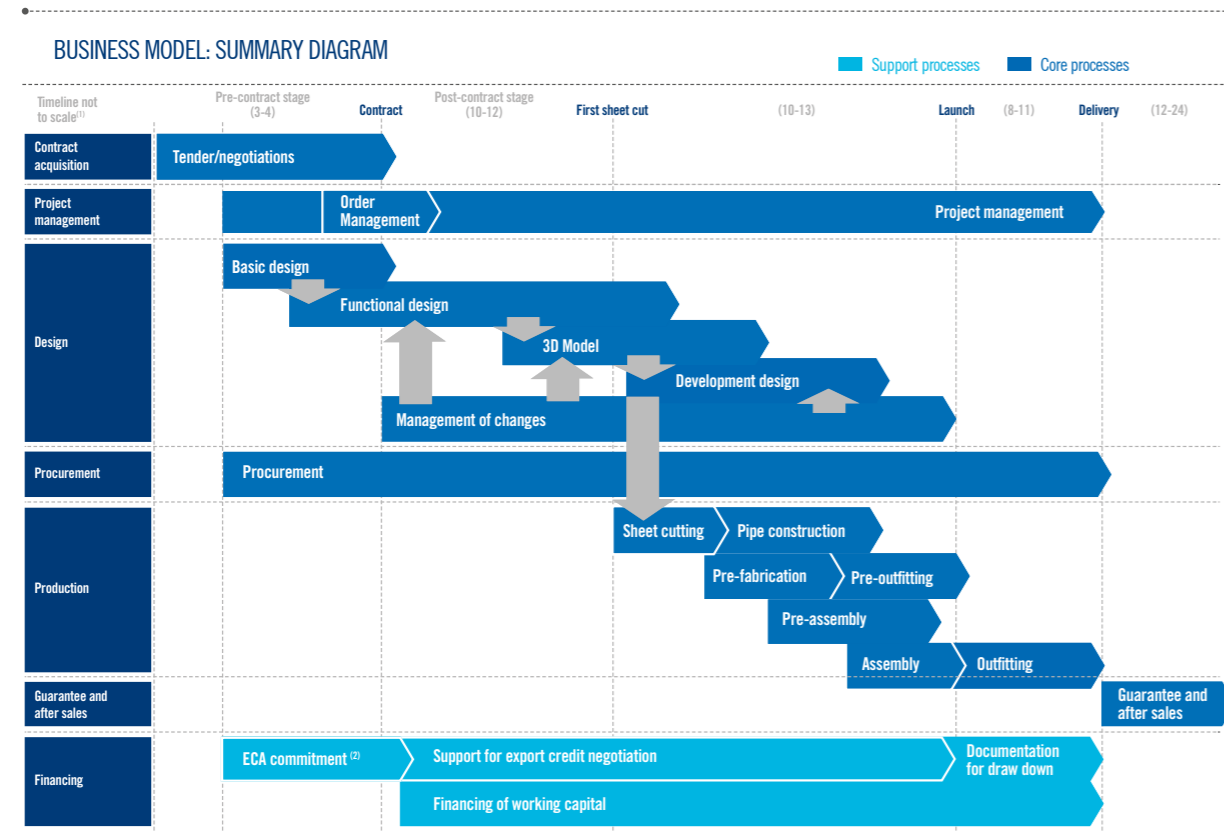 BUSINESS MODEL: SUMMARY DIAGRAM
Support processes
Core processes
Timeline not
to scale(1)
Pre-contract stage
(3-4)
Contract
Post-contract stage
(10-12)
First sheet cut
(10-13)
Launch
(8-11)
Delivery
(12-24)
Contract
acquisition
Tender/negotiations
Project
management
Order
Management
Project management
Design
Basic design
Functional design
3D Model
Development design
Management of changes
Procurement
Procurement
Production
Sheet cutting
Pipe construction
Pre-fabrication
Pre-outfitting
Pre-assembly
Assembly
Outfitting
Guarantee and
after sales
Guarantee and
after sales
Financing
ECA commitment (2)
Support for export credit negotiation
Documentation
for draw down
Financing of working capital